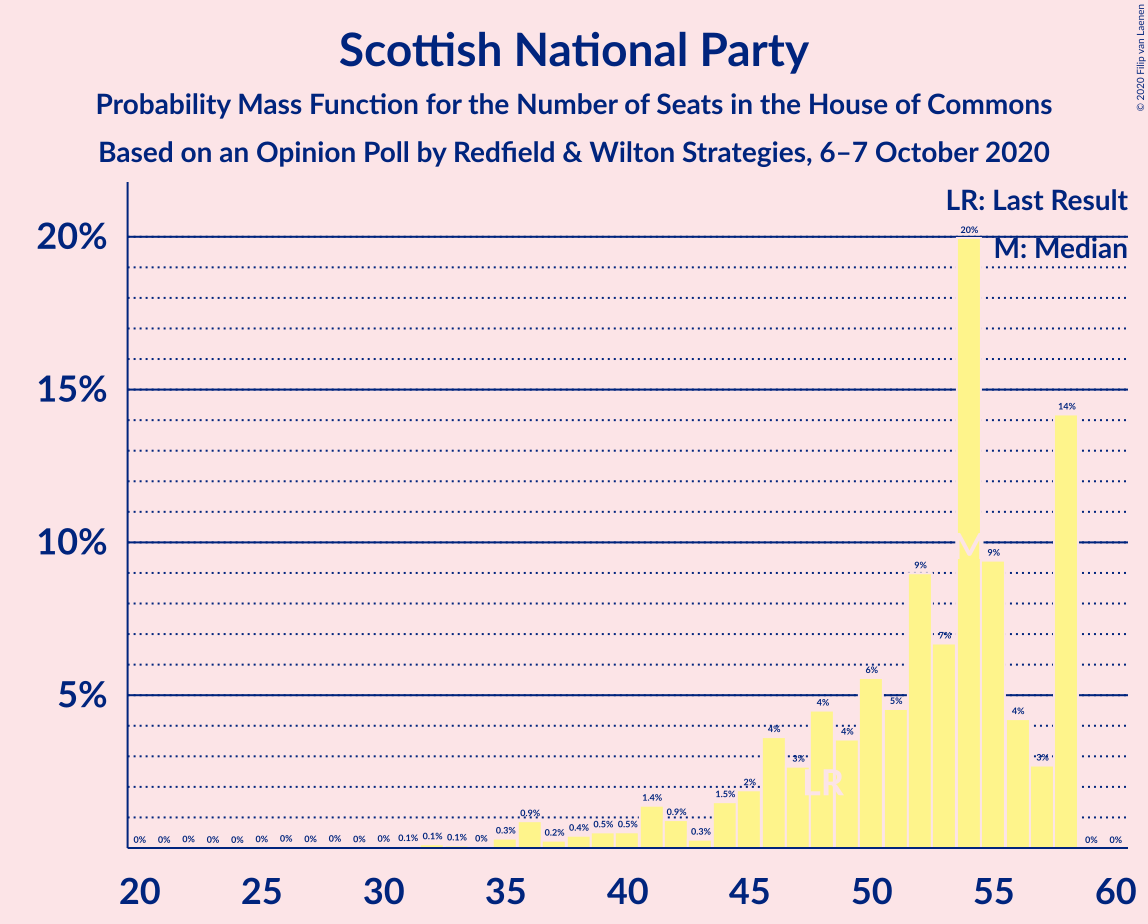 Scottish National Party
Probability Mass Function for the Number of Seats in the House of Commons
Based on an Opinion Poll by Redfield & Wilton Strategies, 6–7 October 2020
© 2020 Filip van Laenen
LR: Last Result
M: Median
20%
15%
10%
5%
0% 0% 0% 0% 0% 0% 0% 0% 0% 0% 0% 0.1% 0.1% 0.1% 0% 0.3% 0.9% 0.2% 0.4% 0.5% 0.5% 1.4% 0.9% 0.3% 1.5% 2% 4% 3% 4% 4% 6% 5% 9% 7% 20% 9% 4% 3% 14% 0% 0%
M
LR
20 25 30 35 40 45 50 55 60